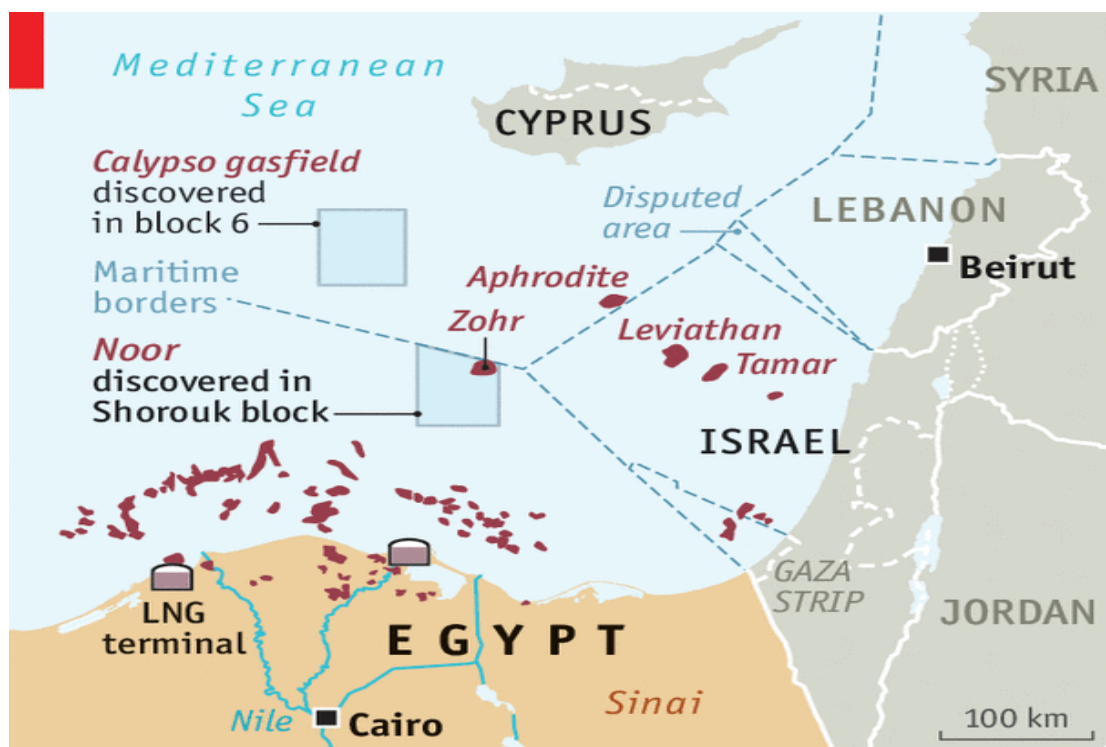 Mediterranean
Sea
SYRIA
CYPRUS
Calypso gasfield
discovered
in block 6
Disputed
area
LEBANON
Beirut
Maritime
borders
Aphrodite
Zohr
Leviathan
Tamar
Noor
discovered in
Shorouk block
ISRAEL
GAZA
STRIP
JORDAN
LNG
terminal
EGYPT
Sinai
Nile
Cairo
100 km